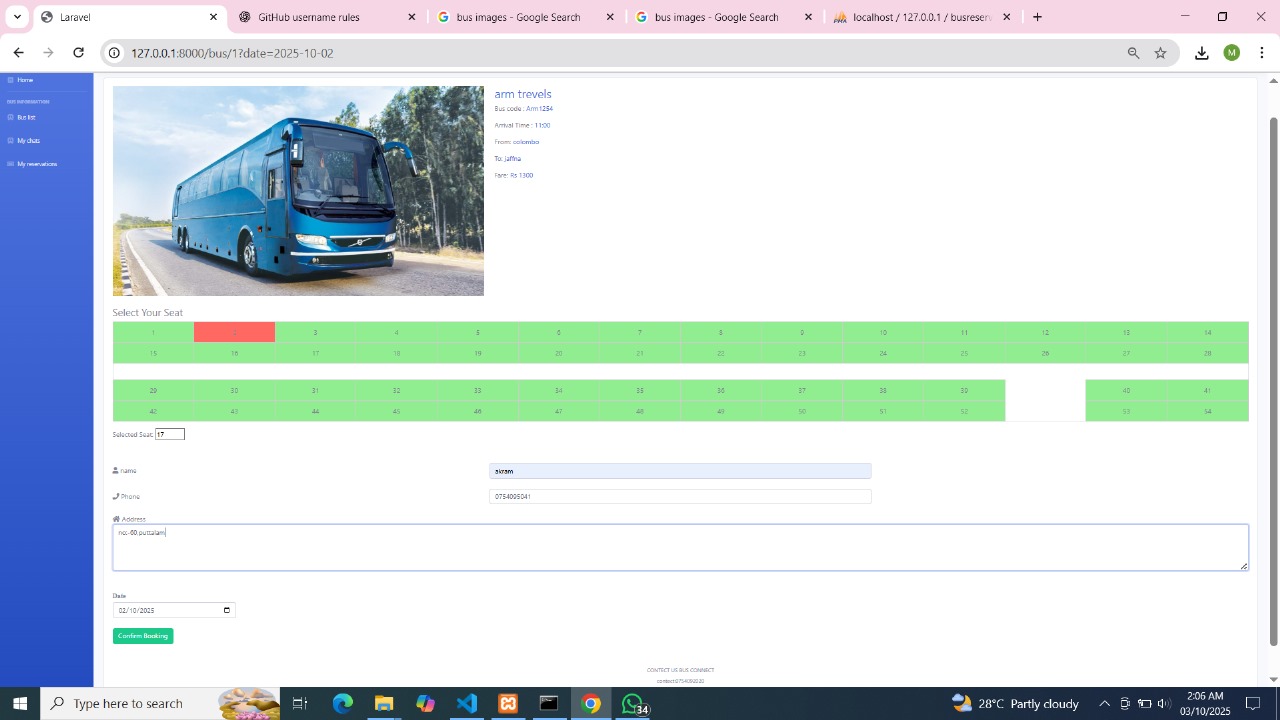 Laravel
GitHub username rules
bus images - Google Search
bus images - Google Search
localhost / 127.0.0.1 / busreser
127.0.0.1:8000/bus/1?date=2025-10-02
M
Home
BUS INFORMATION
Bus list
My chats
My reservations
arm trevels
Bus code : Arm1254
Arrival Time : 11:00
From: colombo
To: Jaffna
Fare: Rs 1300
Select Your Seat
1 2 3 4 5 6 7 8 9 10 11 12 13 14
15 16 17 18 19 20 21 22 23 24 25 26 27 28
29 30 31 32 33 34 35 36 37 38 39 40 41
42 43 44 45 46 47 48 49 50 51 52 53 54
Selected Seat: 17
name akram
Phone 0754095041
Address
ncc-60,puttalam
Date
02/10/2025
Confirm Booking
CONTECT US BUS CONNECT
contect:0754092020
Type here to search
34
28°C Partly cloudy
2:06 AM
03/10/2025